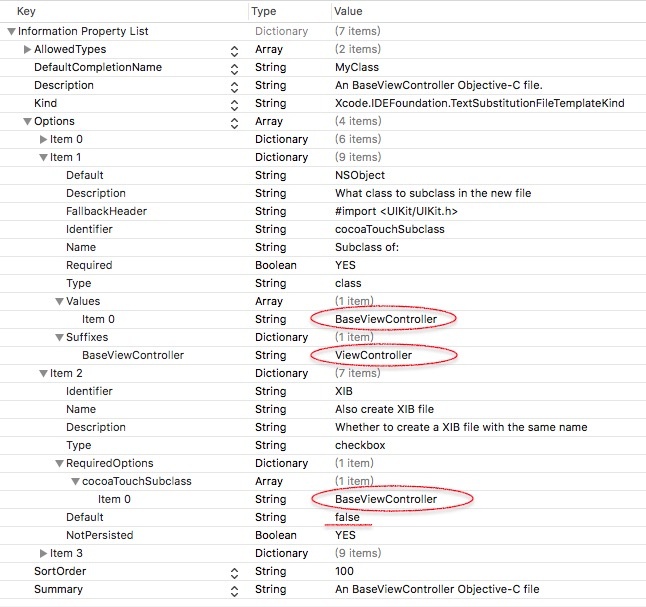 Key Type Value
Information Property List Dictionary (7 items)
AllowedTypes Array (2 items)
DefaultCompletionName String MyClass
Description String An BaseViewController Objective-C file.
Kind String Xcode.IDEFoundation.TextSubstitutionFileTemplateKind
Options Array (4 items)
Item 0 Dictionary (6 items)
Item 1 Dictionary (9 items)
Default String NSObject
Description String What class to subclass in the new file
FallbackHeader String #import <UIKit/UIKit.h>
Identifier String cocoaTouchSubclass
Name String Subclass of:
Required Boolean YES
Type String class
Values Array (1 item)
Item 0 String BaseViewController
Suffixes Dictionary (1 item)
BaseViewController String ViewController
Item 2 Dictionary (7 items)
Identifier String XIB
Name String Also create XIB file
Description String Whether to create a XIB file with the same name
Type String checkbox
RequiredOptions Dictionary (1 item)
cocoaTouchSubclass Array (1 item)
Item 0 String BaseViewController
Default String false
NotPersisted Boolean YES
Item 3 Dictionary (9 items)
SortOrder String 100
Summary String An BaseViewController Objective-C file